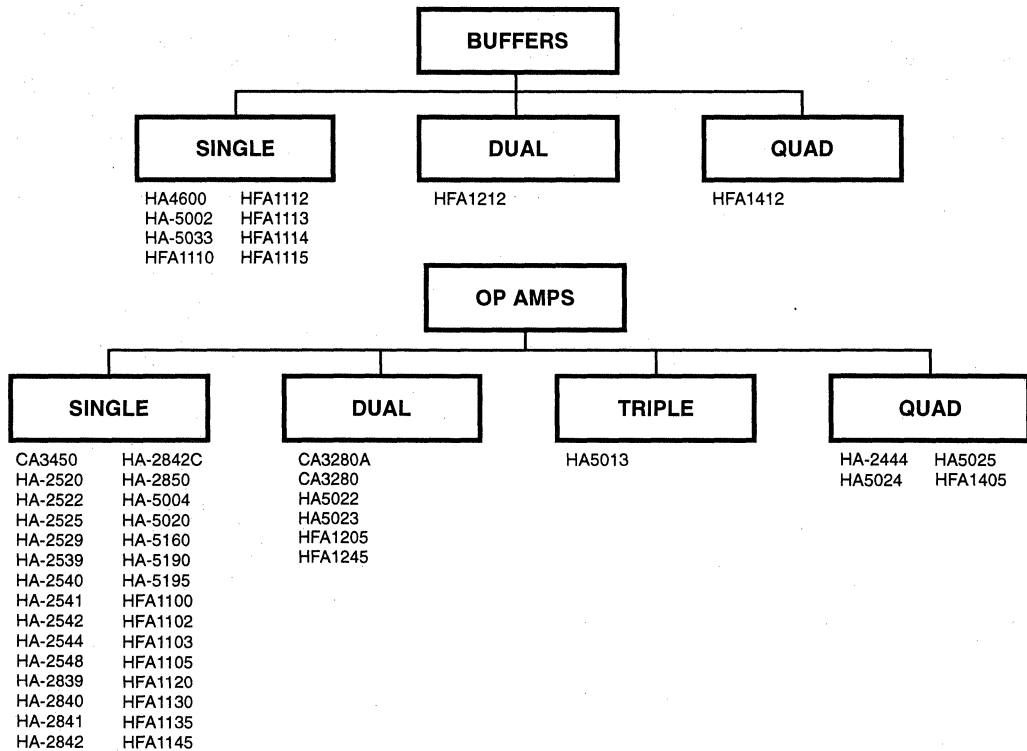 BUFFERS
SINGLE
HA4600 HFA1112
HA-5002 HFA1113
HA-5033 HFA1114
HFA1110 HFA1115
DUAL
HFA1212
QUAD
HFA1412
OP AMPS
SINGLE
CA3450 HA-2842C
HA-2520 HA-2850
HA-2522 HA-5004
HA-2525 HA-5020
HA-2529 HA-5160
HA-2539 HA-5190
HA-2540 HA-5195
HA-2541 HFA1100
HA-2542 HFA1102
HA-2544 HFA1103
HA-2548 HFA1105
HA-2839 HFA1120
HA-2840 HFA1130
HA-2841 HFA1135
HA-2842 HFA1145
DUAL
CA3280A
CA3280
HA5022
HA5023
HFA1205
HFA1245
TRIPLE
HA5013
QUAD
HA-2444 HA5025
HA5024 HFA1405